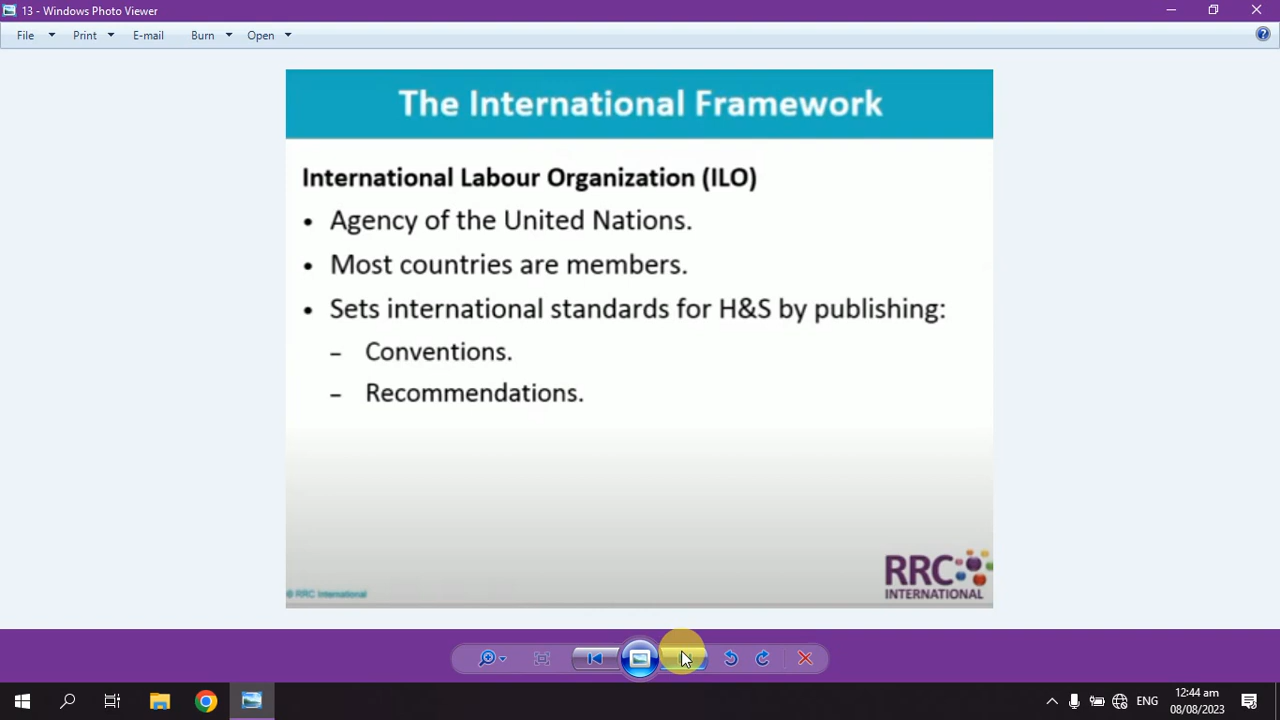 13 - Windows Photo Viewer
File Print E-mail Burn Open
The International Framework
International Labour Organization (ILO)
• Agency of the United Nations.
• Most countries are members.
• Sets international standards for H&S by publishing:
– Conventions.
– Recommendations.
© RRC International
RRC
INTERNATIONAL
ENG
12:44 am
08/08/2023